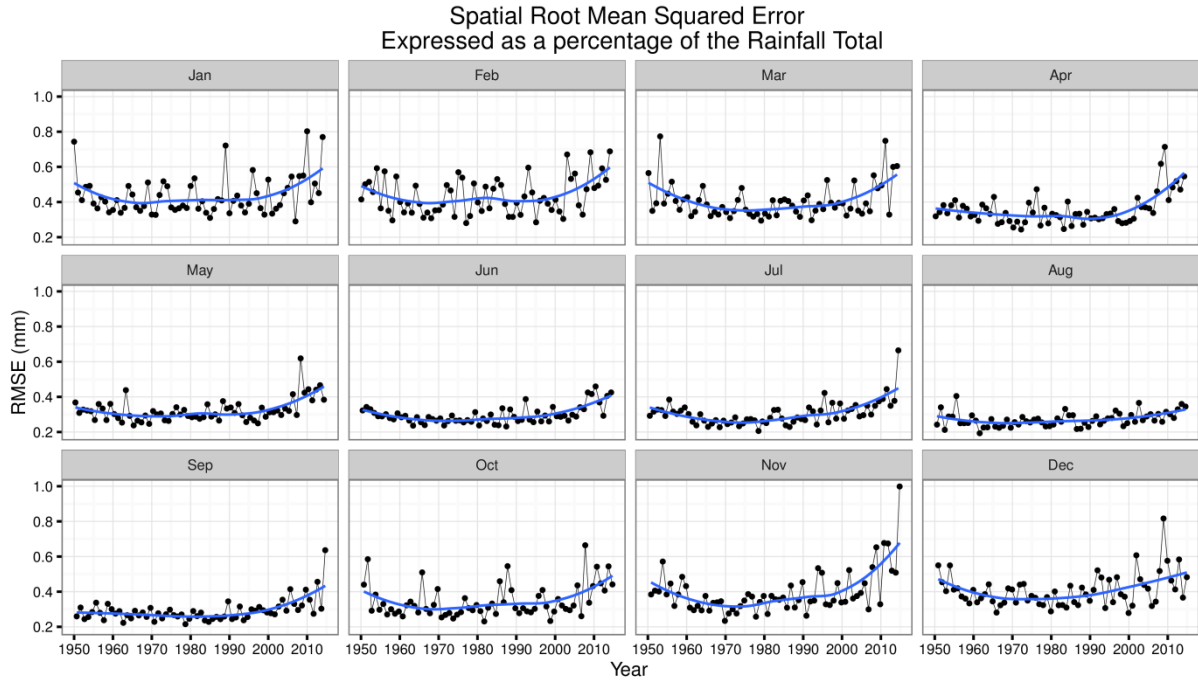 Spatial Root Mean Squared Error
Expressed as a percentage of the Rainfall Total
Jan Feb Mar Apr
1.0
0.8
0.6
0.4
0.2
May Jun Jul Aug
1.0
0.8
0.6
0.4
0.2
RMSE (mm)
Sep Oct Nov Dec
1.0
0.8
0.6
0.4
0.2
1950 1960 1970 1980 1990 2000 2010 1950 1960 1970 1980 1990 2000 2010 1950 1960 1970 1980 1990 2000 2010 1950 1960 1970 1980 1990 2000 2010
Year